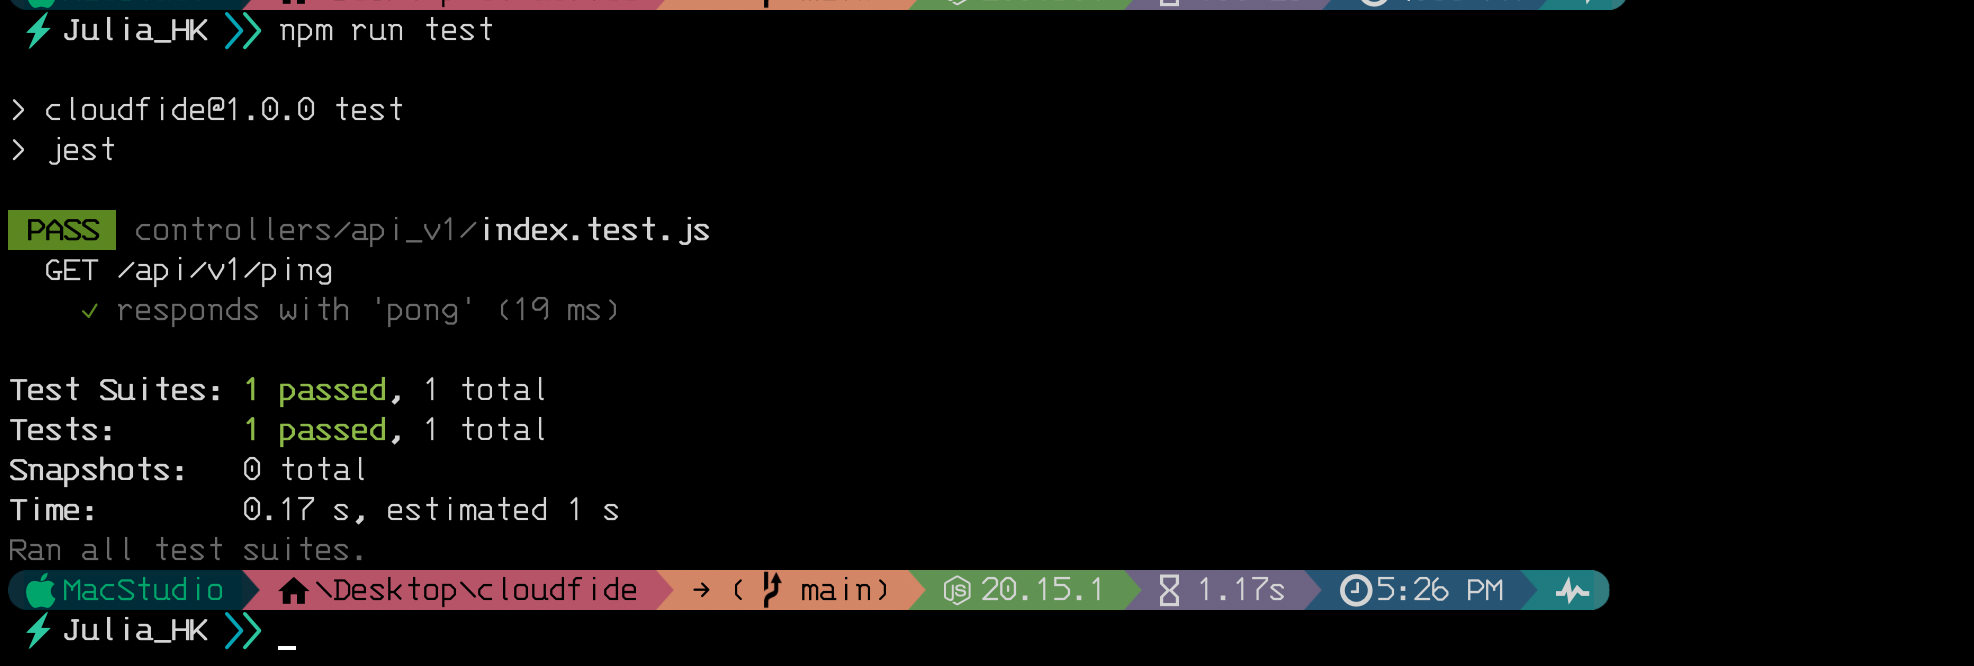 Julia_HK npm run test
> cloudfide@1.0.0 test
> jest
PASS controllers/api_v1/index.test.js
GET /api/v1/ping
✓ responds with 'pong' (19 ms)
Test Suites: 1 passed, 1 total
Tests: 1 passed, 1 total
Snapshots: 0 total
Time: 0.17 s, estimated 1 s
Ran all test suites.
MacStudio \Desktop\cloudfide → ( main) 20.15.1 1.17s 5:26 PM
Julia_HK _